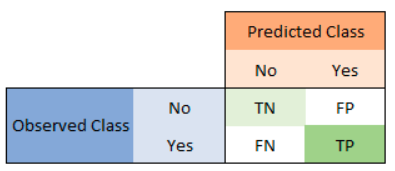 Predicted Class
No Yes
Observed Class
No TN FP
Yes FN TP